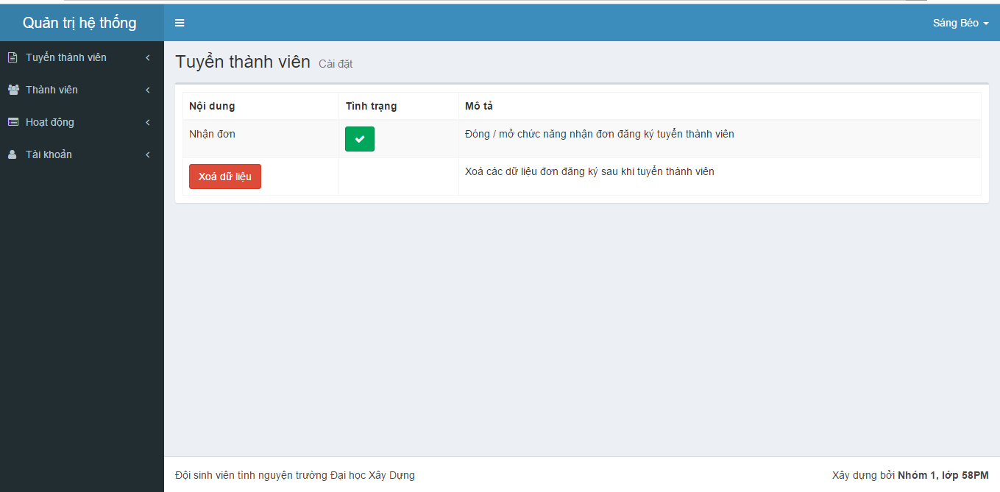 Quản trị hệ thống
Sáng Béo
Tuyển thành viên
Thành viên
Hoạt động
Tài khoản
Tuyển thành viên Cài đặt
Nội dung Tình trạng Mô tả
Nhận đơn Đóng / mở chức năng nhận đơn đăng ký tuyển thành viên
Xoá dữ liệu Xoá các dữ liệu đơn đăng ký sau khi tuyển thành viên
Đội sinh viên tình nguyện trường Đại học Xây Dựng
Xây dựng bởi Nhóm 1, lớp 58PM